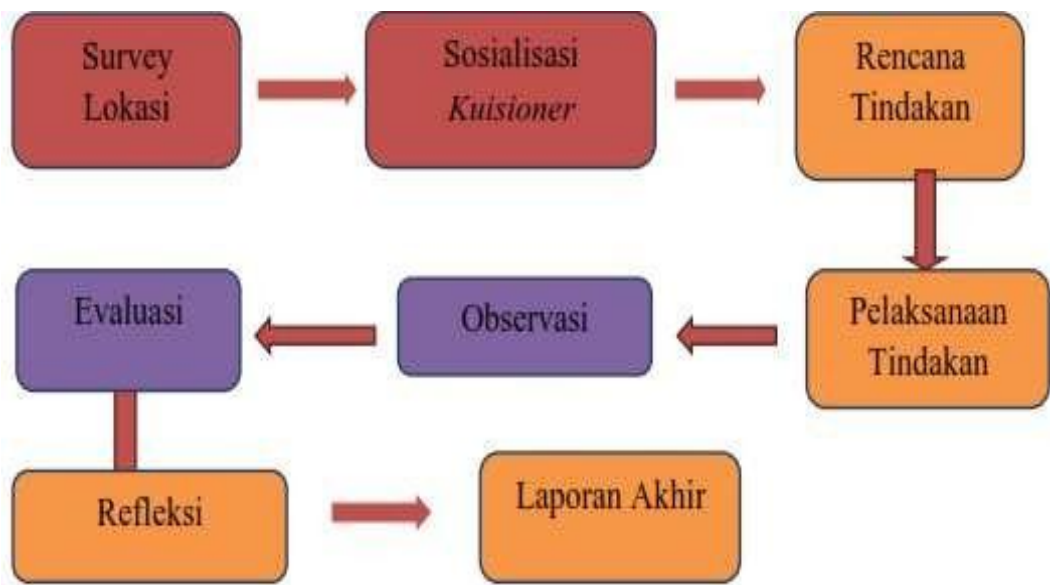 Survey
Lokasi
Sosialisasi
Kuisioner
Rencana
Tindakan
Pelaksanaan
Tindakan
Observasi
Evaluasi
Refleksi
Laporan Akhir